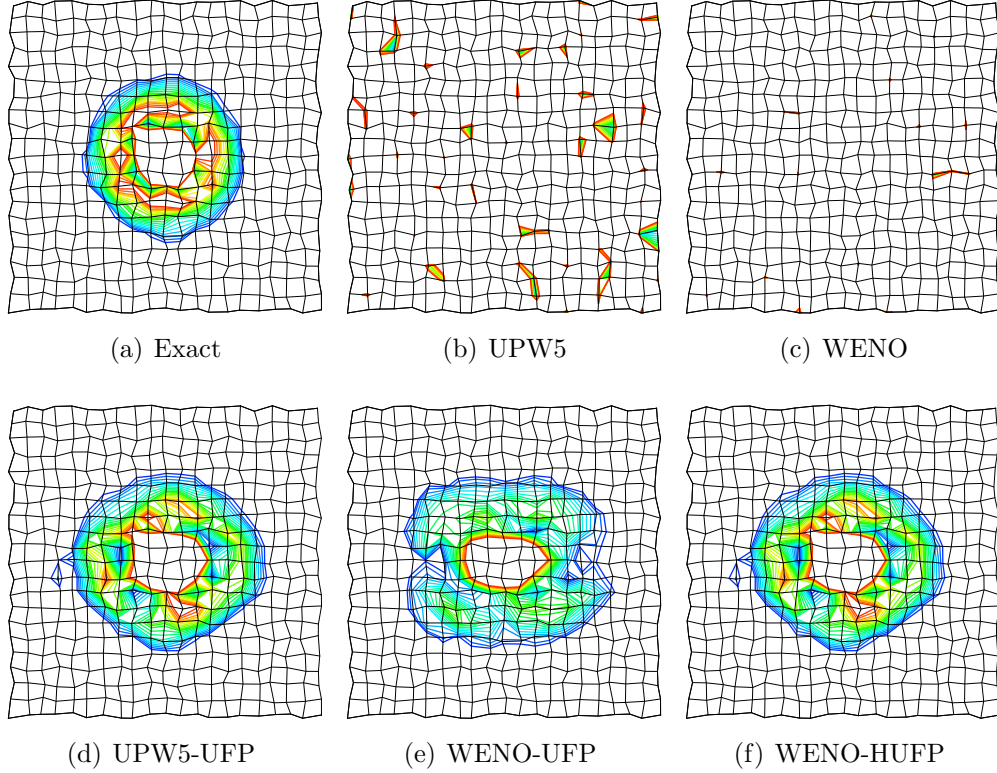 (a) Exact
(b) UPW5
(c) WENO
(d) UPW5-UFP
(e) WENO-UFP
(f) WENO-HUFP